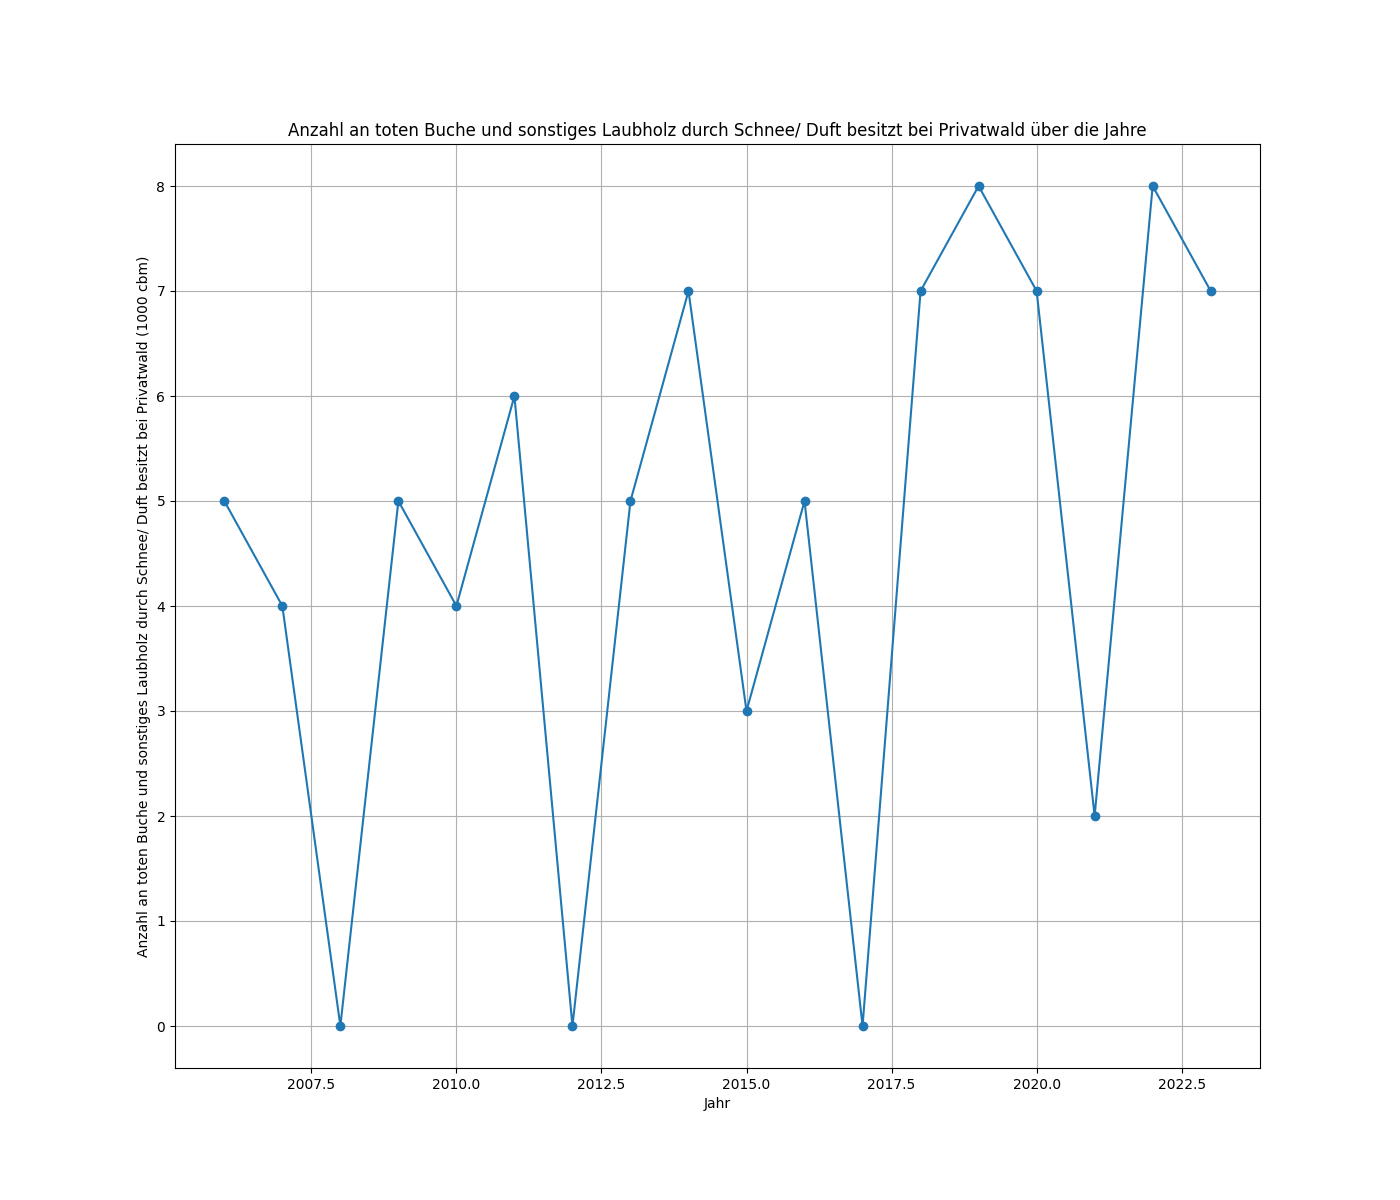 Anzahl an toten Buche und sonstiges Laubholz durch Schnee/ Duft besitzt bei Privatwald über die Jahre
Anzahl an toten Buche und sonstiges Laubholz durch Schnee/ Duft besitzt bei Privatwald (1000 cbm)
8
7
6
5
4
3
2
1
0
2007.5 2010.0 2012.5 2015.0 2017.5 2020.0 2022.5
Jahr